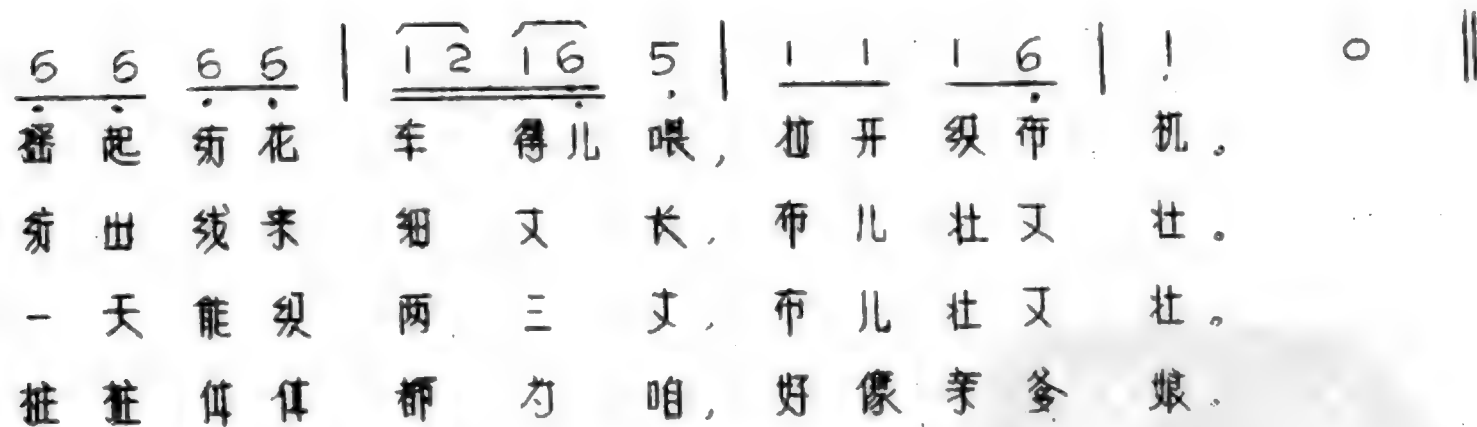 5 5 6 5 | 1 2 1 6 5 | 1 1 1 6 | 1 0 ‖
摇起纺花车得儿喂，拉开织布机。
纺出线来细又长，布儿壮又壮。
一天能织两三丈，布儿壮又壮。
桩桩件件都为咱，好像亲爹娘。